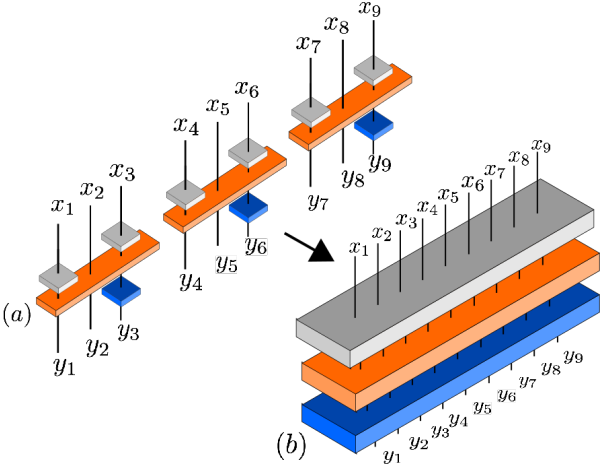 x₁ x₂ x₃
y₁ y₂ y₃
x₄ x₅ x₆
y₄ y₅ y₆
x₇ x₈ x₉
y₇ y₈ y₉
(a)
x₁ x₂ x₃ x₄ x₅ x₆ x₇ x₈ x₉
y₁ y₂ y₃ y₄ y₅ y₆ y₇ y₈ y₉
(b)